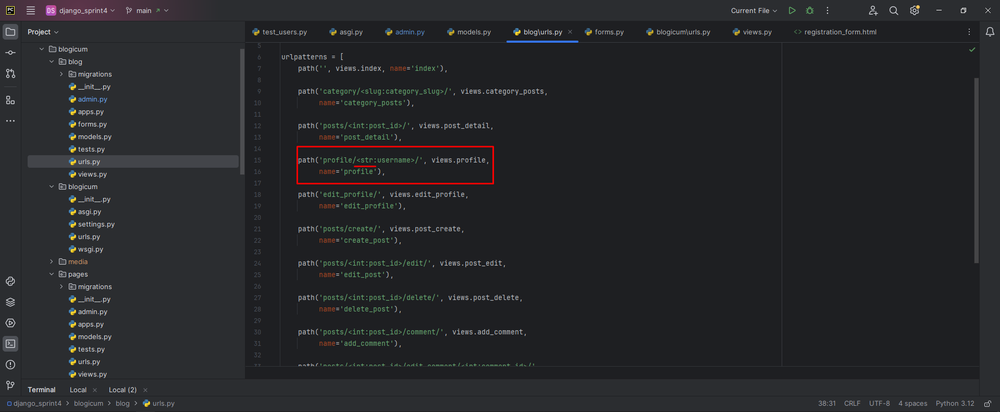 PC
DS django_sprint4 main Current File
Project
test_users.py asgi.py admin.py models.py blog\urls.py forms.py blogicum\urls.py views.py <> registration_form.html
blogicum
blog
migrations
__init__.py
admin.py
apps.py
forms.py
models.py
tests.py
urls.py
views.py
blogicum
__init__.py
asgi.py
settings.py
urls.py
wsgi.py
media
pages
migrations
__init__.py
admin.py
apps.py
models.py
tests.py
urls.py
views.py
5
6 urlpatterns = [
7 path('', views.index, name='index'),
8
9 path('category/<slug:category_slug>/', views.category_posts,
10 name='category_posts'),
11
12 path('posts/<int:post_id>/', views.post_detail,
13 name='post_detail'),
14
15 path('profile/<str:username>/', views.profile,
16 name='profile'),
17
18 path('edit_profile/', views.edit_profile,
19 name='edit_profile'),
20
21 path('posts/create/', views.post_create,
22 name='create_post'),
23
24 path('posts/<int:post_id>/edit/', views.post_edit,
25 name='edit_post'),
26
27 path('posts/<int:post_id>/delete/', views.post_delete,
28 name='delete_post'),
29
30 path('posts/<int:post_id>/comment/', views.add_comment,
31 name='add_comment'),
32
33 path('posts/<int:post_id>/edit_comment/<int:comment_id>/'
Terminal Local Local (2)
django_sprint4 > blogicum > blog > urls.py 38:31 CRLF UTF-8 4 spaces Python 3.12